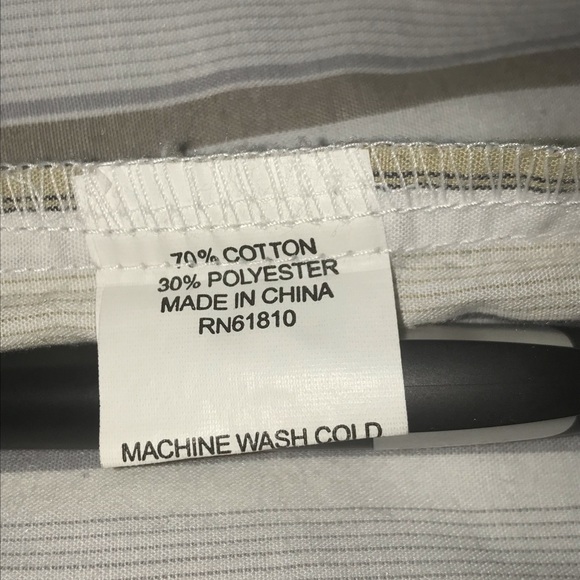 70% COTTON
30% POLYESTER
MADE IN CHINA
RN61810
MACHINE WASH COLD